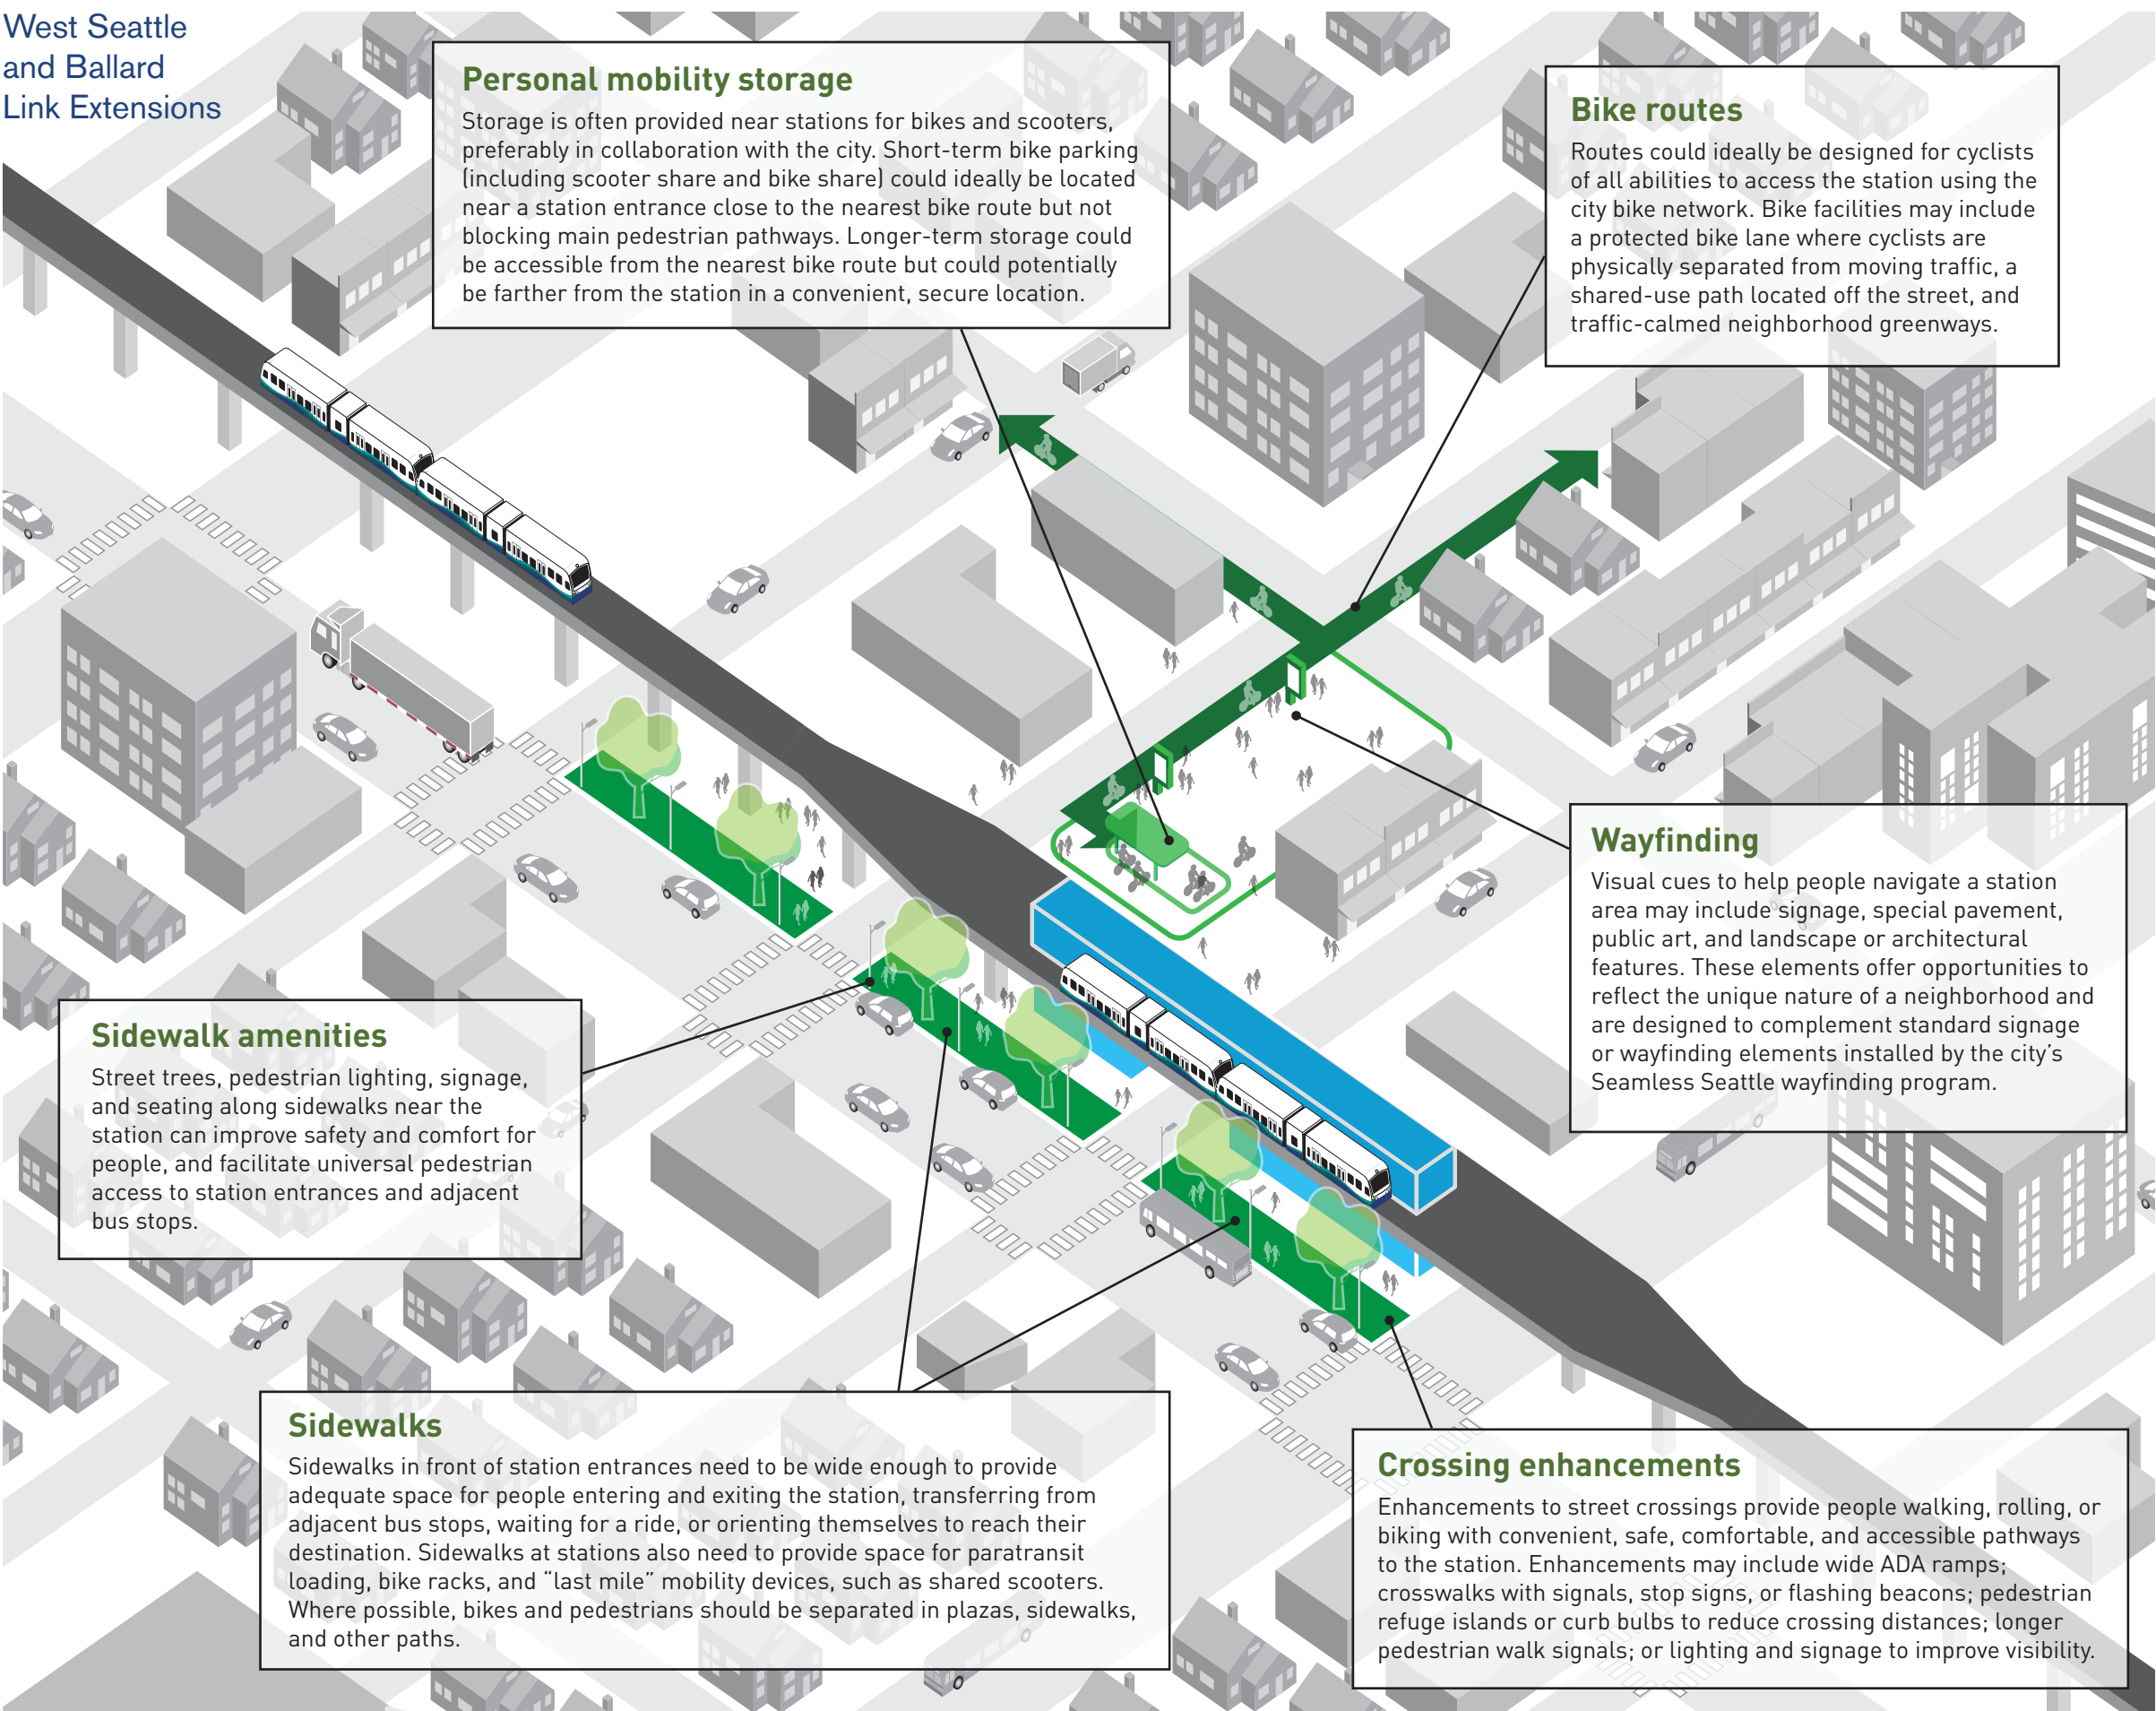 West Seattle
and Ballard
Link Extensions
Personal mobility storage
Storage is often provided near stations for bikes and scooters,
preferably in collaboration with the city. Short-term bike parking
(including scooter share and bike share) could ideally be located
near a station entrance close to the nearest bike route but not
blocking main pedestrian pathways. Longer-term storage could
be accessible from the nearest bike route but could potentially
be farther from the station in a convenient, secure location.
Bike routes
Routes could ideally be designed for cyclists
of all abilities to access the station using the
city bike network. Bike facilities may include
a protected bike lane where cyclists are
physically separated from moving traffic, a
shared-use path located off the street, and
traffic-calmed neighborhood greenways.
Wayfinding
Visual cues to help people navigate a station
area may include signage, special pavement,
public art, and landscape or architectural
features. These elements offer opportunities to
reflect the unique nature of a neighborhood and
are designed to complement standard signage
or wayfinding elements installed by the city's
Seamless Seattle wayfinding program.
Sidewalk amenities
Street trees, pedestrian lighting, signage,
and seating along sidewalks near the
station can improve safety and comfort for
people, and facilitate universal pedestrian
access to station entrances and adjacent
bus stops.
Sidewalks
Sidewalks in front of station entrances need to be wide enough to provide
adequate space for people entering and exiting the station, transferring from
adjacent bus stops, waiting for a ride, or orienting themselves to reach their
destination. Sidewalks at stations also need to provide space for paratransit
loading, bike racks, and “last mile” mobility devices, such as shared scooters.
Where possible, bikes and pedestrians should be separated in plazas, sidewalks,
and other paths.
Crossing enhancements
Enhancements to street crossings provide people walking, rolling, or
biking with convenient, safe, comfortable, and accessible pathways
to the station. Enhancements may include wide ADA ramps;
crosswalks with signals, stop signs, or flashing beacons; pedestrian
refuge islands or curb bulbs to reduce crossing distances; longer
pedestrian walk signals; or lighting and signage to improve visibility.